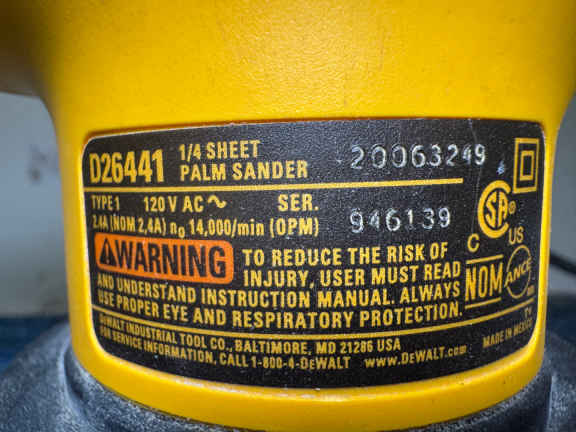 D26441 1/4 SHEET PALM SANDER 20063249
TYPE 1 120 V AC ~ SER. 946139
2.4A (NOM 2,4A) n₀ 14,000/min (OPM)
WARNING TO REDUCE THE RISK OF
INJURY, USER MUST READ
AND UNDERSTAND INSTRUCTION MANUAL. ALWAYS
USE PROPER EYE AND RESPIRATORY PROTECTION.
SA ®
C US
NOM ANCE
DEWALT INDUSTRIAL TOOL CO., BALTIMORE, MD 21286 USA
FOR SERVICE INFORMATION, CALL 1-800-4-DEWALT www.DEWALT.com
MADE IN MEXICO